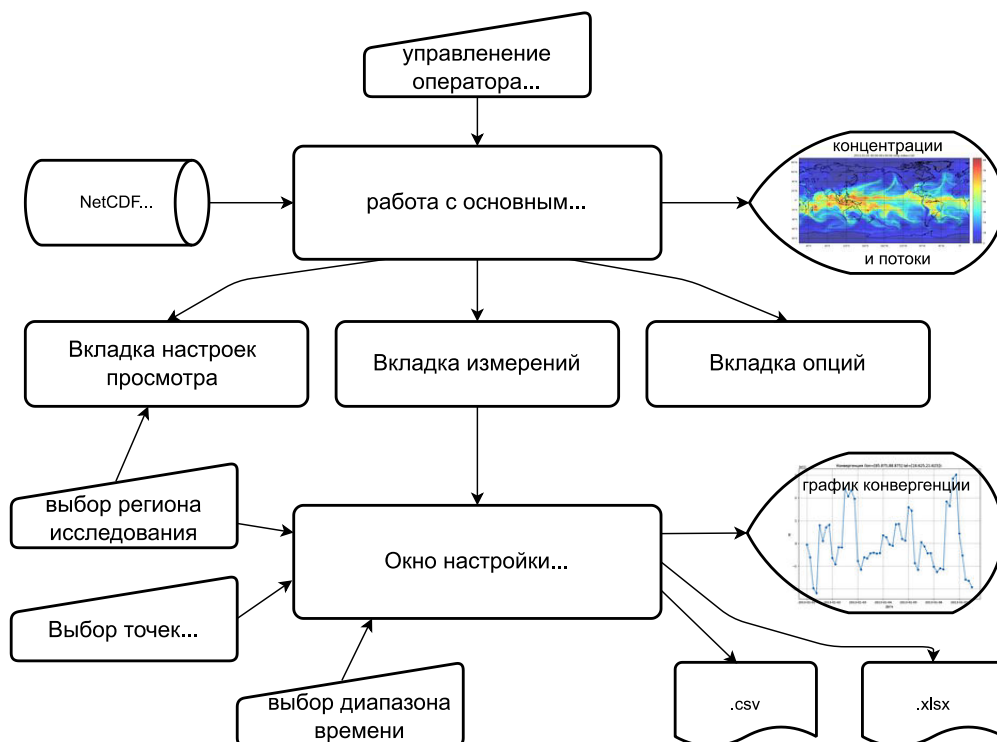 управленение
оператора...
NetCDF...
работа с основным...
концентрации
и потоки
Вкладка настроек
просмотра
Вкладка измерений
Вкладка опций
выбор региона
исследования
Окно настройки...
график конвергенции
Выбор точек...
выбор диапазона
времени
.csv
.xlsx